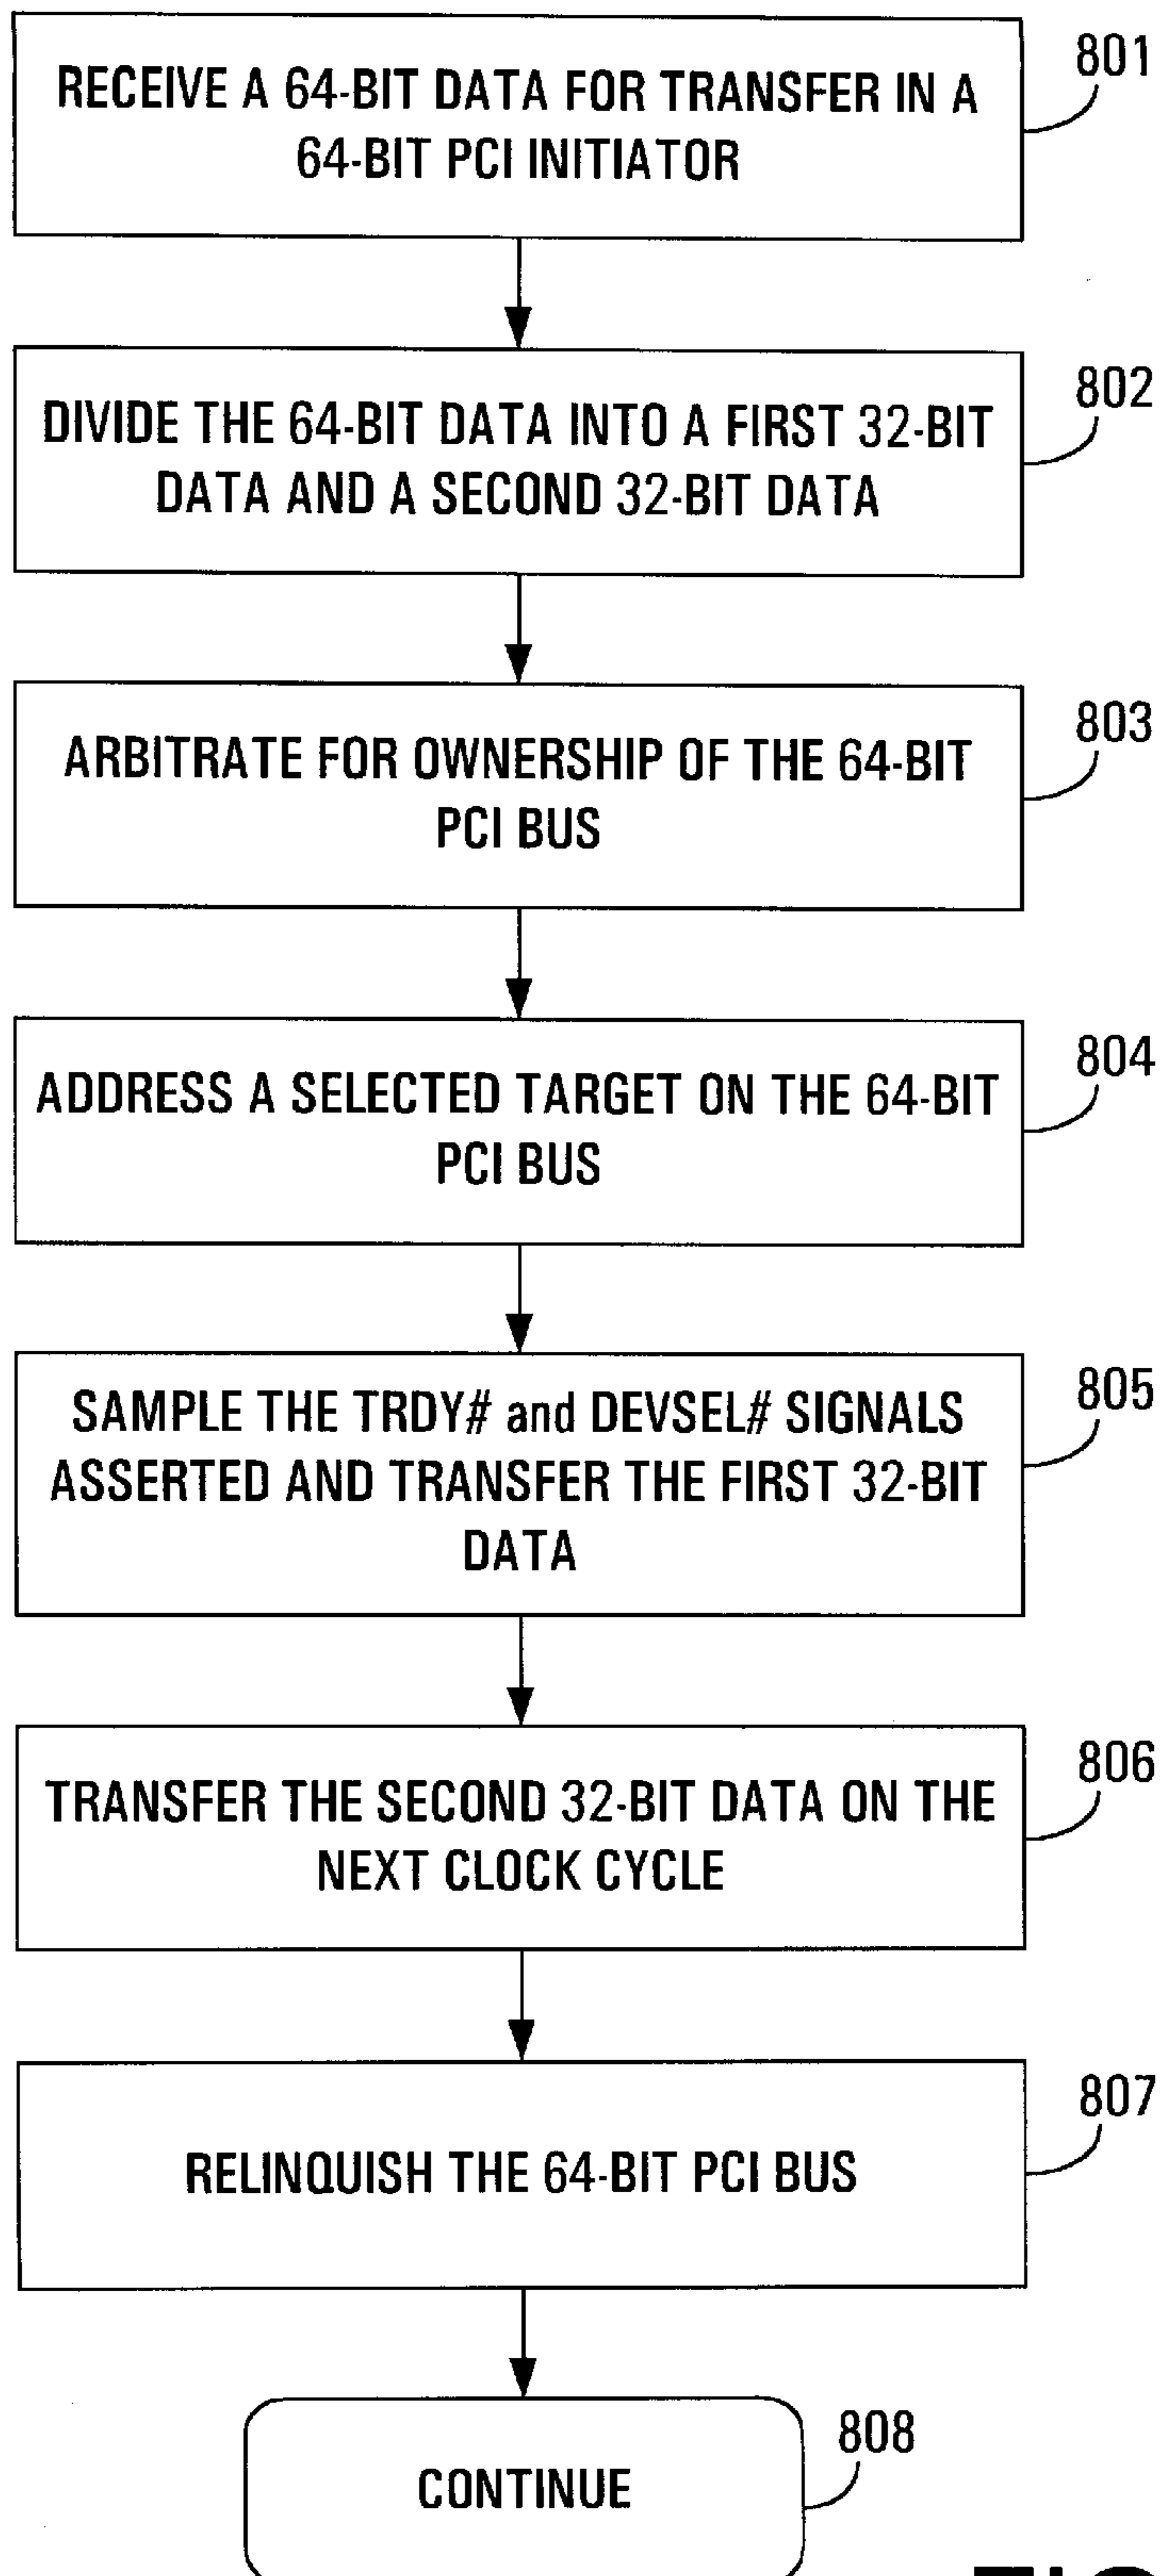 801
RECEIVE A 64-BIT DATA FOR TRANSFER IN A
64-BIT PCI INITIATOR
802
DIVIDE THE 64-BIT DATA INTO A FIRST 32-BIT
DATA AND A SECOND 32-BIT DATA
803
ARBITRATE FOR OWNERSHIP OF THE 64-BIT
PCI BUS
804
ADDRESS A SELECTED TARGET ON THE 64-BIT
PCI BUS
805
SAMPLE THE TRDY# and DEVSEL# SIGNALS
ASSERTED AND TRANSFER THE FIRST 32-BIT
DATA
806
TRANSFER THE SECOND 32-BIT DATA ON THE
NEXT CLOCK CYCLE
807
RELINQUISH THE 64-BIT PCI BUS
808
CONTINUE